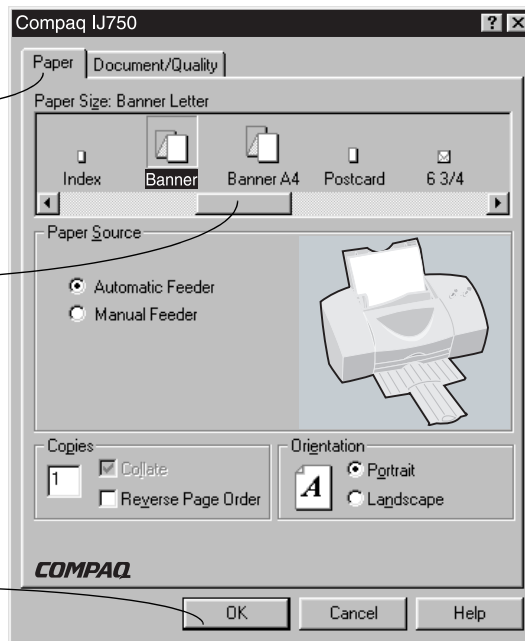 Compaq IJ750
Paper Document/Quality
Paper Size: Banner Letter
Index Banner Banner A4 Postcard 6 3/4
Paper Source
Automatic Feeder
Manual Feeder
Copies
1 Collate
Reverse Page Order
Orientation
A Portrait
Landscape
COMPAQ
OK Cancel Help